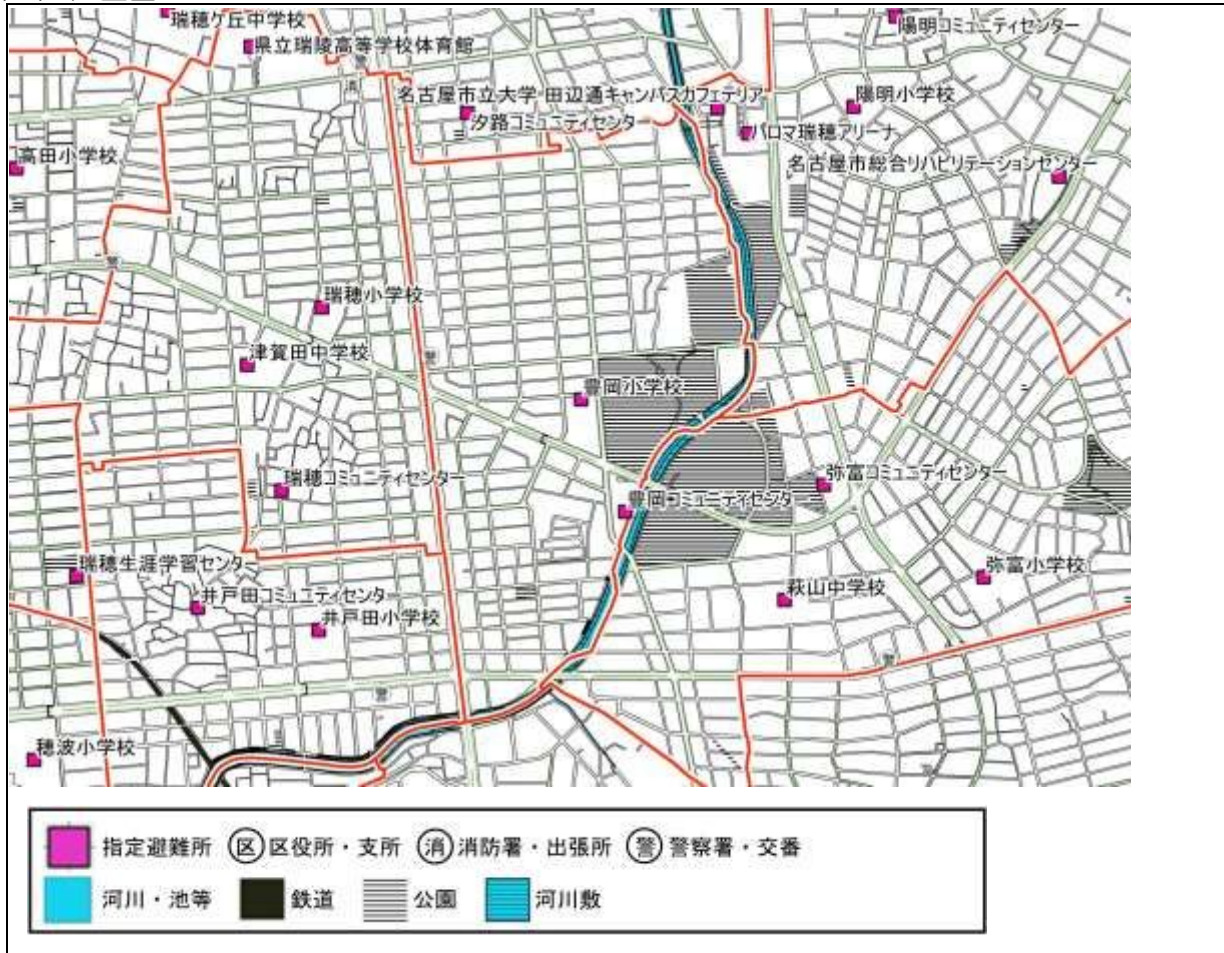 瑞穂ケ丘中学校
陽明コミュニティセンター
県立瑞陵高等学校体育館
警
消
名古屋市立大学 田辺通キャンパスカフェテリア
陽明小学校
汐路コミュニティセンタ
パロマ瑞穂アリーナ
高田小学校
名古屋市総合リハビリテーションセンター
警
瑞穂小学校
津賀田中学校
警
豊岡小学校
瑞穂コミュニティセンター
弥富コミュニティセンター
豊岡コミュニティセンター
瑞穂生涯学習センタ
弥富小学校
井戸田コミュニティセンタ
萩山中学校
井戸田小学校
警
警
穂波小学校
指定避難所 区 区役所・支所 消 消防署・出張所 警 警察署・交番
河川・池等 鉄道 公園 河川敷